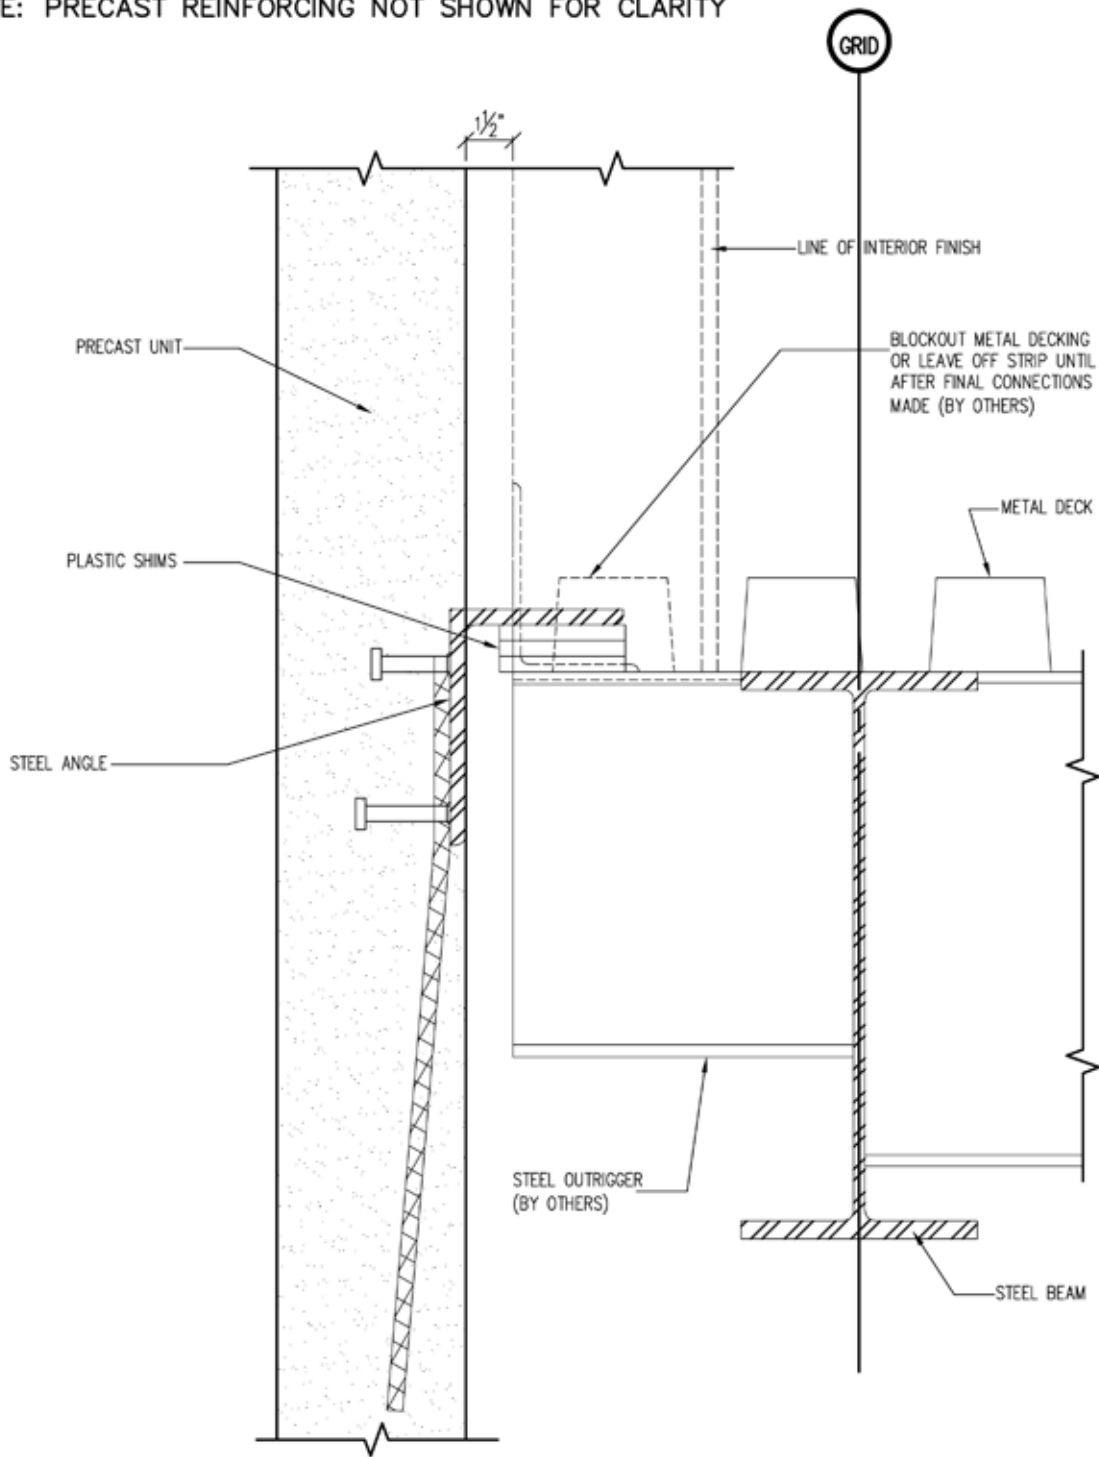 E: PRECAST REINFORCING NOT SHOWN FOR CLARITY
GRID
1½"
LINE OF INTERIOR FINISH
PRECAST UNIT
BLOCKOUT METAL DECKING
OR LEAVE OFF STRIP UNTIL
AFTER FINAL CONNECTIONS
MADE (BY OTHERS)
METAL DECK
PLASTIC SHIMS
STEEL ANGLE
STEEL OUTRIGGER
(BY OTHERS)
STEEL BEAM